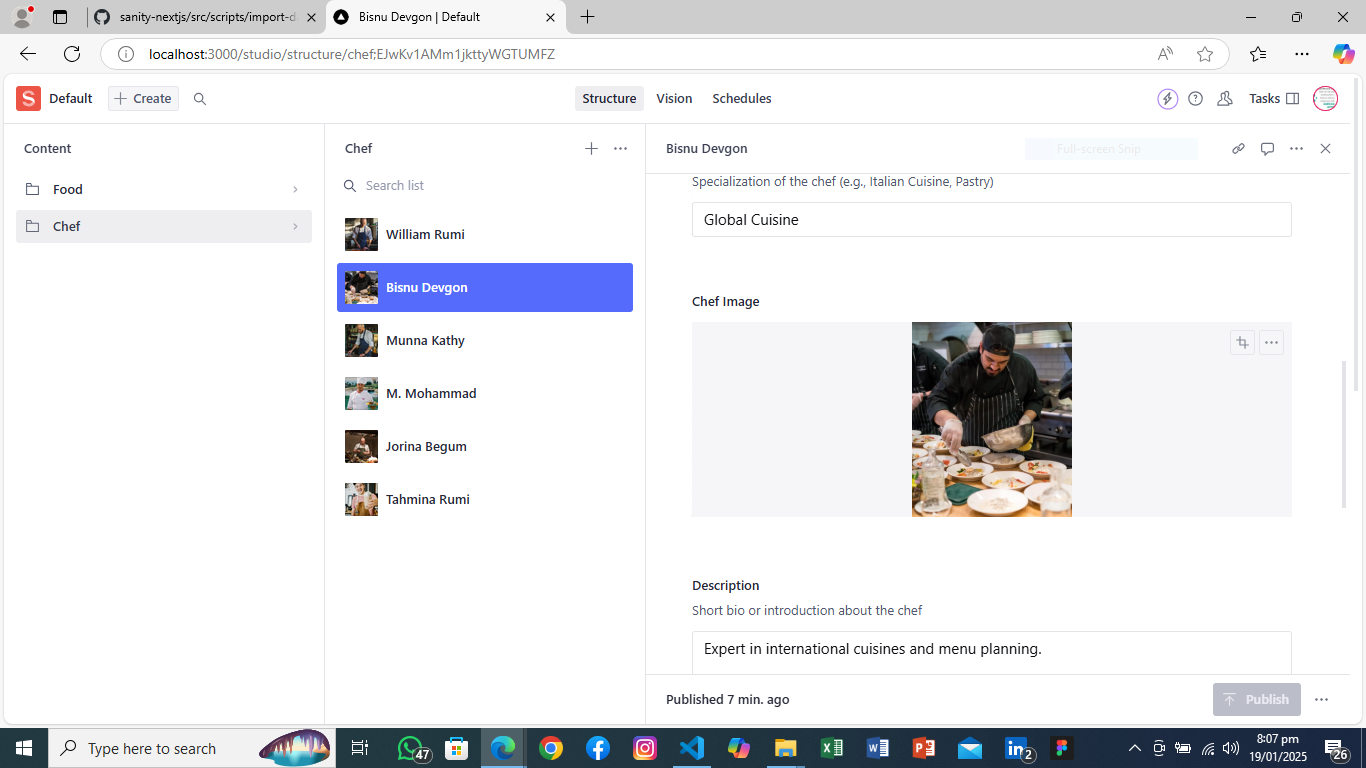 sanity-nextjs/src/scripts/import-d
Bisnu Devgon | Default
localhost:3000/studio/structure/chef;EJwKv1AMm1jkttyWGTUMFZ
S Default
Create
Structure
Vision
Schedules
Tasks
Content
Food
Chef
Chef
Search list
William Rumi
Bisnu Devgon
Munna Kathy
M. Mohammad
Jorina Begum
Tahmina Rumi
Bisnu Devgon
Full-screen Snip
Specialization of the chef (e.g., Italian Cuisine, Pastry)
Global Cuisine
Chef Image
Description
Short bio or introduction about the chef
Expert in international cuisines and menu planning.
Published 7 min. ago
Publish
Type here to search
47
2
8:07 pm
19/01/2025
26